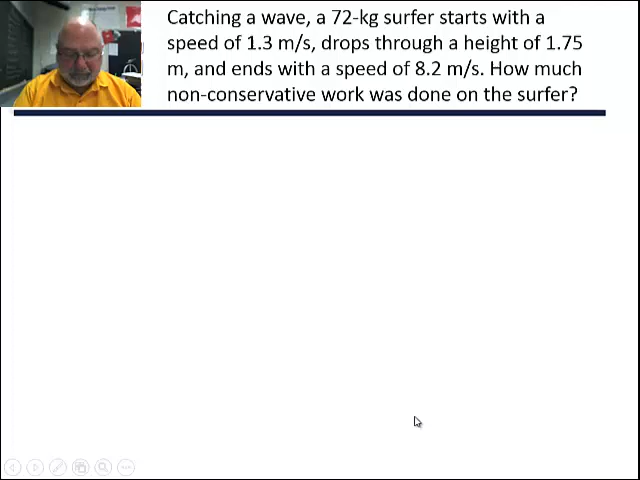 Catching a wave, a 72-kg surfer starts with a
speed of 1.3 m/s, drops through a height of 1.75
m, and ends with a speed of 8.2 m/s. How much
non-conservative work was done on the surfer?